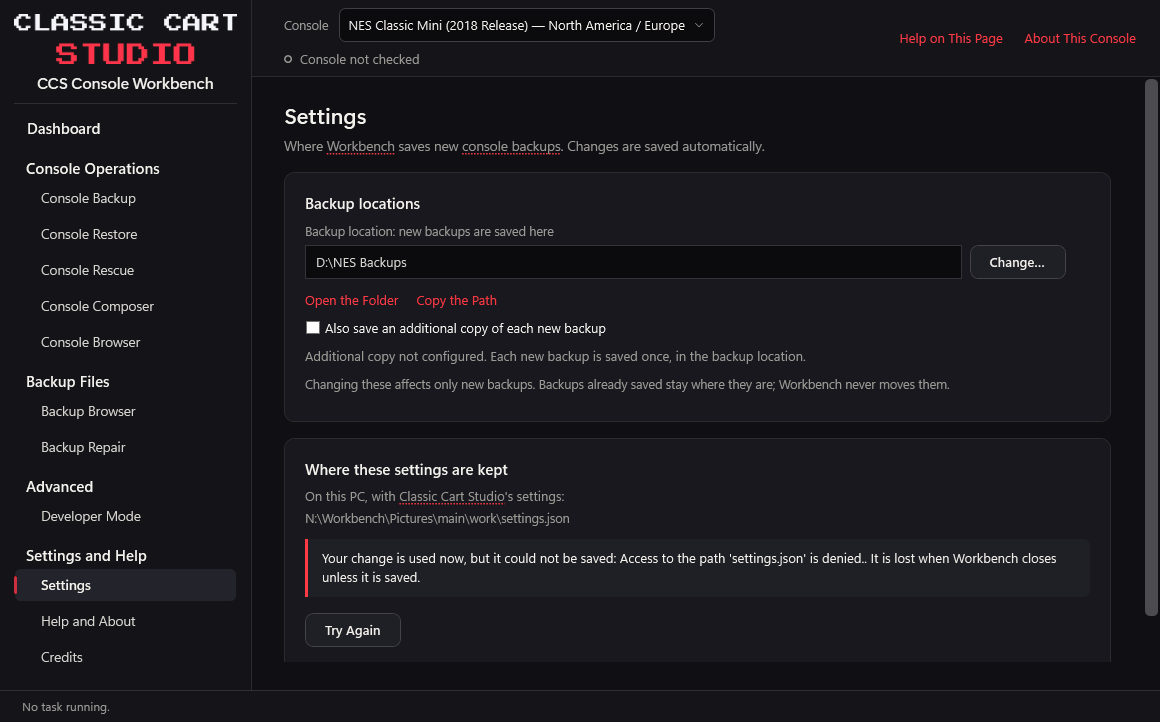 CLASSIC CART
STUDIO
CCS Console Workbench
Dashboard
Console Operations
Console Backup
Console Restore
Console Rescue
Console Composer
Console Browser
Backup Files
Backup Browser
Backup Repair
Advanced
Developer Mode
Settings and Help
Settings
Help and About
Credits
Console
NES Classic Mini (2018 Release) — North America / Europe
Console not checked
Help on This Page
About This Console
Settings
Where Workbench saves new console backups. Changes are saved automatically.
Backup locations
Backup location: new backups are saved here
D:\NES Backups
Change...
Open the Folder
Copy the Path
Also save an additional copy of each new backup
Additional copy not configured. Each new backup is saved once, in the backup location.
Changing these affects only new backups. Backups already saved stay where they are; Workbench never moves them.
Where these settings are kept
On this PC, with Classic Cart Studio's settings:
N:\Workbench\Pictures\main\work\settings.json
Your change is used now, but it could not be saved: Access to the path 'settings.json' is denied.. It is lost when Workbench closes
unless it is saved.
Try Again
No task running.